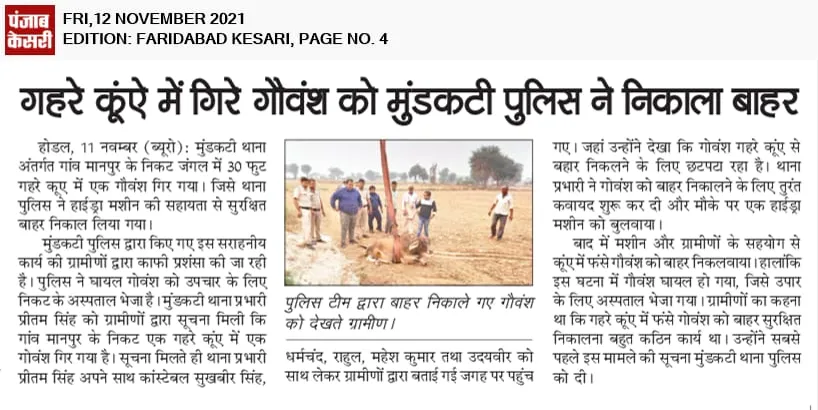 पंजाब
केसरी
FRI,12 NOVEMBER 2021
EDITION: FARIDABAD KESARI, PAGE NO. 4
गहरे कूंऐ में गिरे गौवंश को मुंडकटी पुलिस ने निकाला बाहर
होडल, 11 नवम्बर (ब्यूरो): मुंडकटी थाना
अंतर्गत गांव मानपुर के निकट जंगल में 30 फुट
गहरे कूए में एक गौवंश गिर गया। जिसे थाना
पुलिस ने हाईड्रा मशीन की सहायता से सुरक्षित
बाहर निकाल लिया गया।
मुंडकटी पुलिस द्वारा किए गए इस सराहनीय
कार्य की ग्रामीणों द्वारा काफी प्रशंसा की जा रही
है। पुलिस ने घायल गोवंश को उपचार के लिए
निकट के अस्पताल भेजा है। मुंडकटी थाना प्रभारी
प्रीतम सिंह को ग्रामीणों द्वारा सूचना मिली कि
गांव मानपुर के निकट एक गहरे कूंए में एक
गोवंश गिर गया है। सूचना मिलते ही थाना प्रभारी
प्रीतम सिंह अपने साथ कांस्टेबल सुखबीर सिंह,
पुलिस टीम द्वारा बाहर निकाले गए गौवंश
को देखते ग्रामीण।
धर्मचंद, राहुल, महेश कुमार तथा उदयवीर को
साथ लेकर ग्रामीणों द्वारा बताई गई जगह पर पहुंच
गए। जहां उन्होंने देखा कि गोवंश गहरे कूंए से
बहार निकलने के लिए छटपटा रहा है। थाना
प्रभारी ने गोवंश को बाहर निकालने के लिए तुरंत
कवायद शुरू कर दी और मौके पर एक हाईड्रा
मशीन को बुलवाया।
बाद में मशीन और ग्रामीणों के सहयोग से
कूंए में फंसे गौवंश को बाहर निकलवाया। हालांकि
इस घटना में गौवंश घायल हो गया, जिसे उपार
के लिए अस्पताल भेजा गया। ग्रामीणों का कहना
था कि गहरे कूंए में फंसे गोवंश को बाहर सुरक्षित
निकालना बहुत कठिन कार्य था। उन्होंने सबसे
पहले इस मामले की सूचना मुंडकटी थाना पुलिस
को दी।